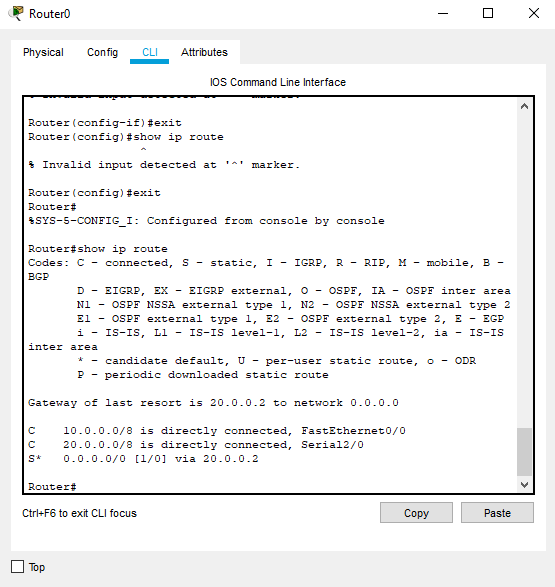 Router0
Physical Config CLI Attributes
IOS Command Line Interface
Router(config-if)#exit
Router(config)#show ip route
^
% Invalid input detected at '^' marker.
Router(config)#exit
Router#
%SYS-5-CONFIG_I: Configured from console by console
Router#show ip route
Codes: C - connected, S - static, I - IGRP, R - RIP, M - mobile, B -
BGP
D - EIGRP, EX - EIGRP external, O - OSPF, IA - OSPF inter area
N1 - OSPF NSSA external type 1, N2 - OSPF NSSA external type 2
E1 - OSPF external type 1, E2 - OSPF external type 2, E - EGP
i - IS-IS, L1 - IS-IS level-1, L2 - IS-IS level-2, ia - IS-IS
inter area
* - candidate default, U - per-user static route, o - ODR
P - periodic downloaded static route
Gateway of last resort is 20.0.0.2 to network 0.0.0.0
C    10.0.0.0/8 is directly connected, FastEthernet0/0
C    20.0.0.0/8 is directly connected, Serial2/0
S*   0.0.0.0/0 [1/0] via 20.0.0.2
Router#
Ctrl+F6 to exit CLI focus
Copy Paste
Top